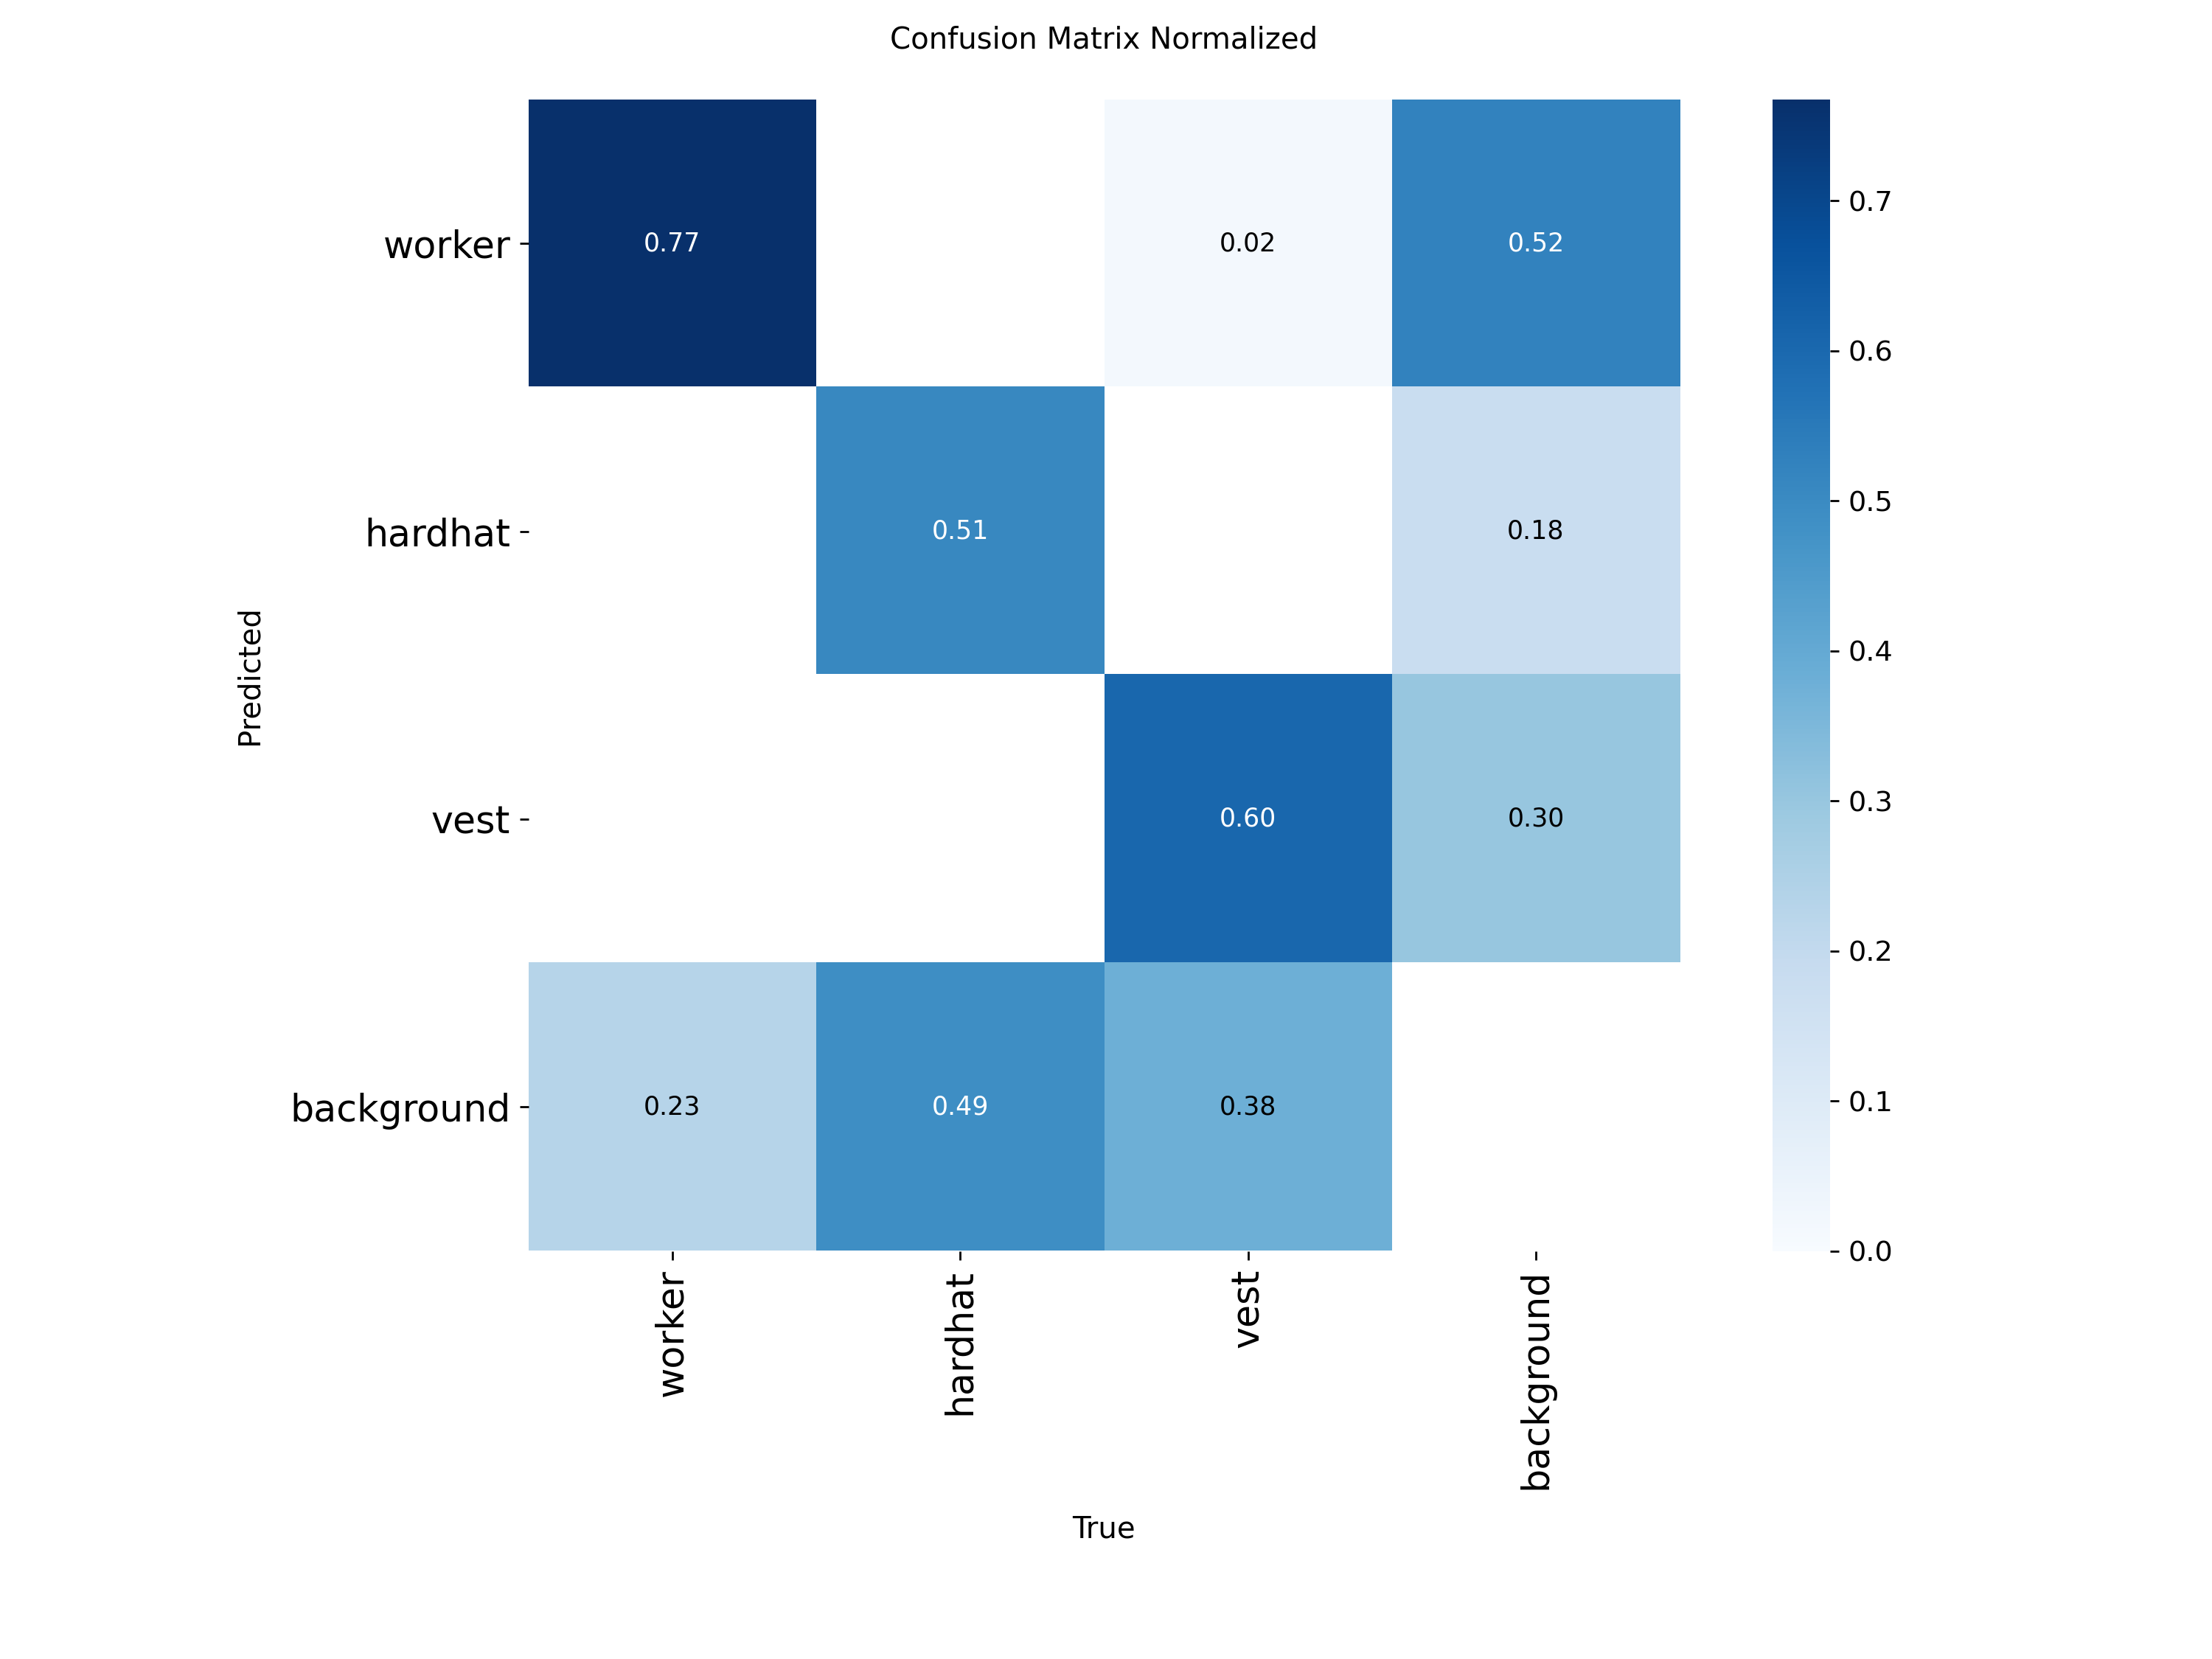 Confusion Matrix Normalized
worker
0.77
0.02
0.52
0.7
0.6
hardhat
0.51
0.18
0.5
0.4
Predicted
vest
0.60
0.30
0.3
0.2
background
0.23
0.49
0.38
0.1
0.0
worker
hardhat
vest
background
True